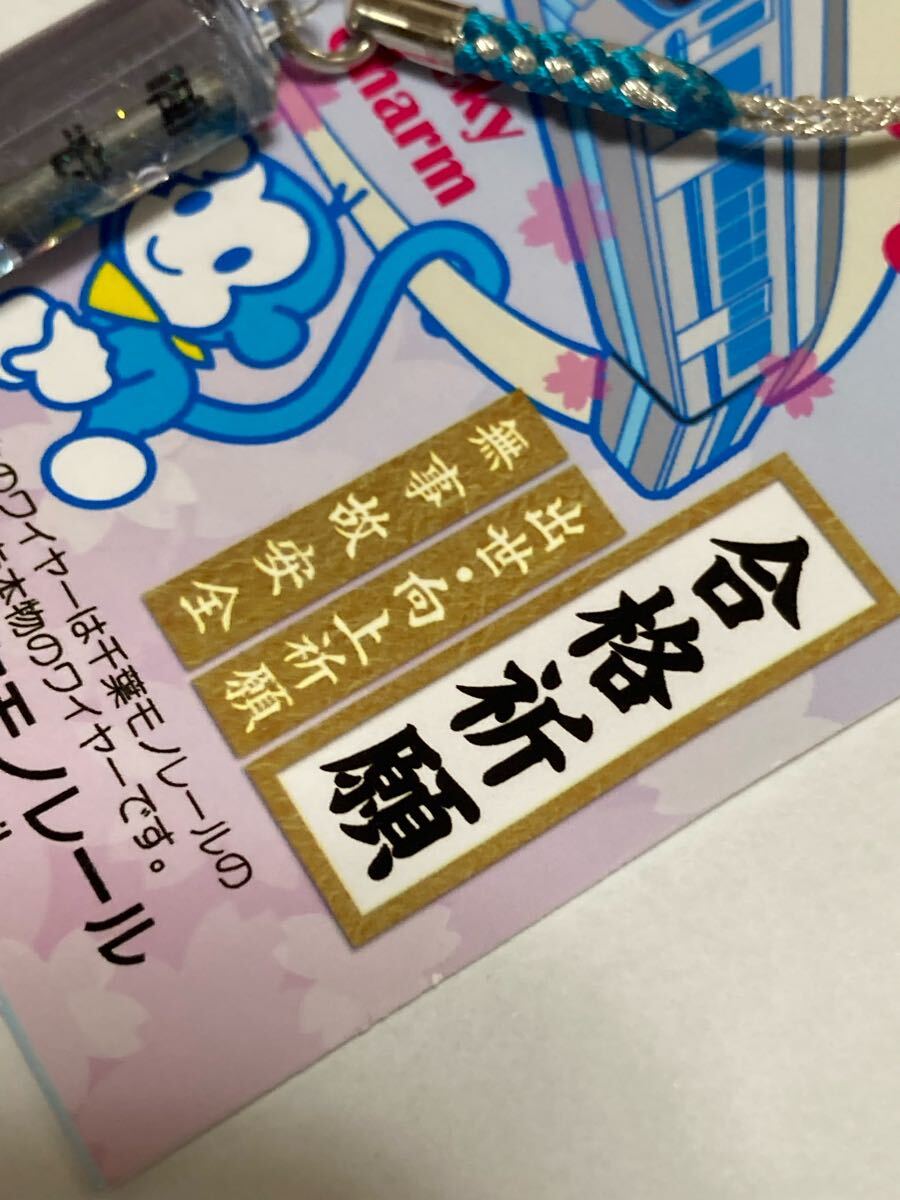 合格祈願
出世・向上祈願
無事故安全
のワイヤーは千葉モノレールの
本物のワイヤーです。
モノレール
ky
harm